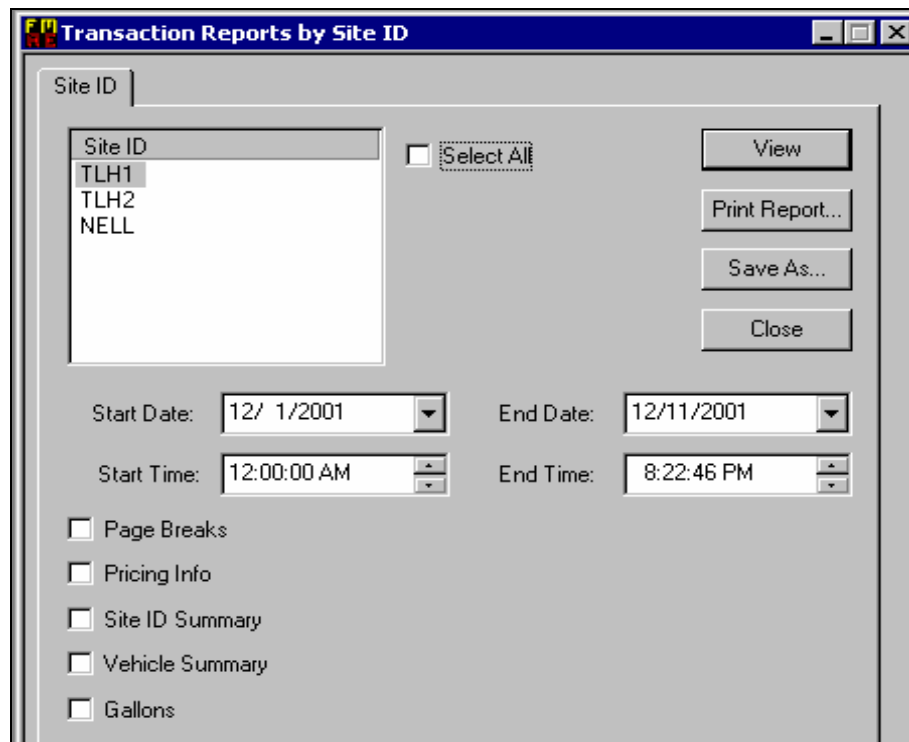 Transaction Reports by Site ID
Site ID
Site ID
TLH1
TLH2
NELL
Select All
View
Print Report...
Save As...
Close
Start Date: 12/ 1/2001 End Date: 12/11/2001
Start Time: 12:00:00 AM End Time: 8:22:46 PM
Page Breaks
Pricing Info
Site ID Summary
Vehicle Summary
Gallons